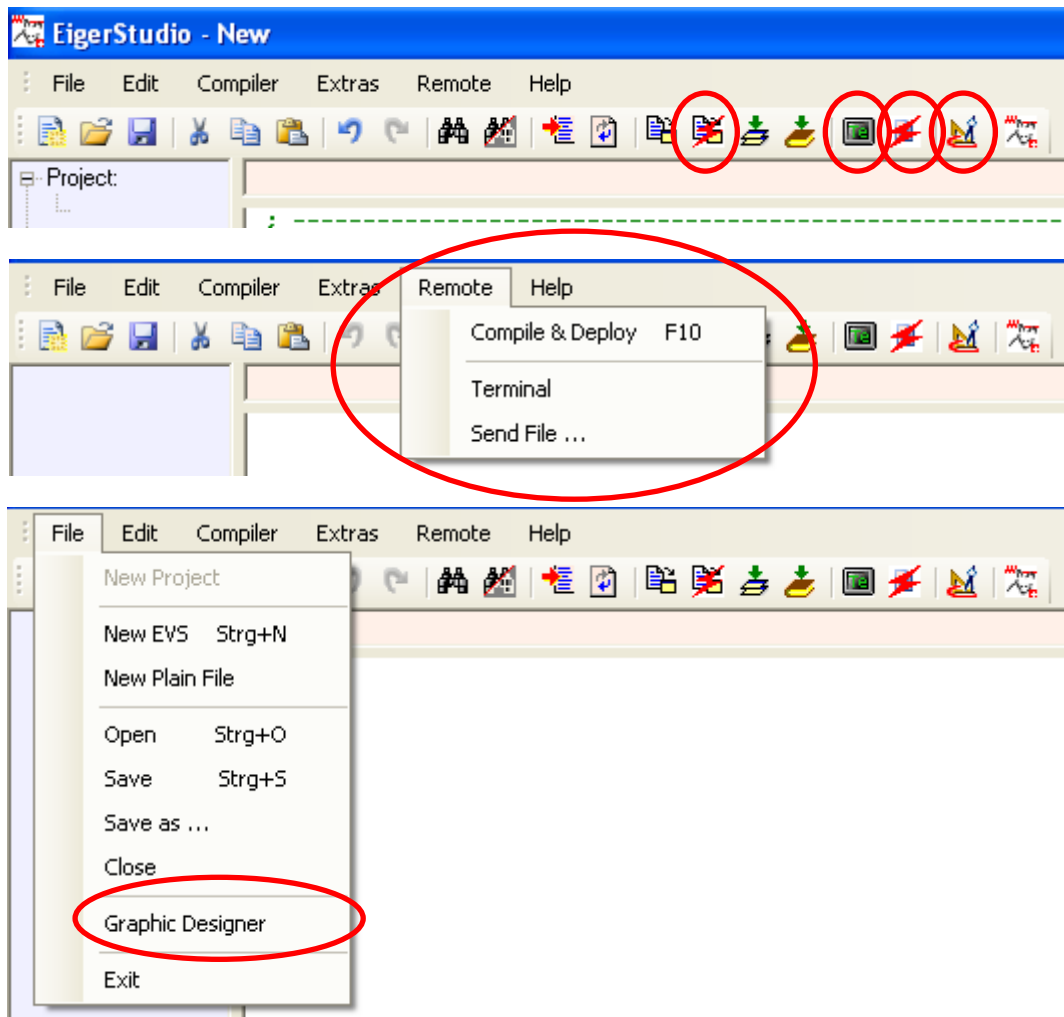 EigerStudio - New
File Edit Compiler Extras Remote Help
Project:
; ------------------------------------------------------
File Edit Compiler Extras Remote Help
Compile & Deploy F10
Terminal
Send File ...
File Edit Compiler Extras Remote Help
New Project
New EVS Strg+N
New Plain File
Open Strg+O
Save Strg+S
Save as ...
Close
Graphic Designer
Exit